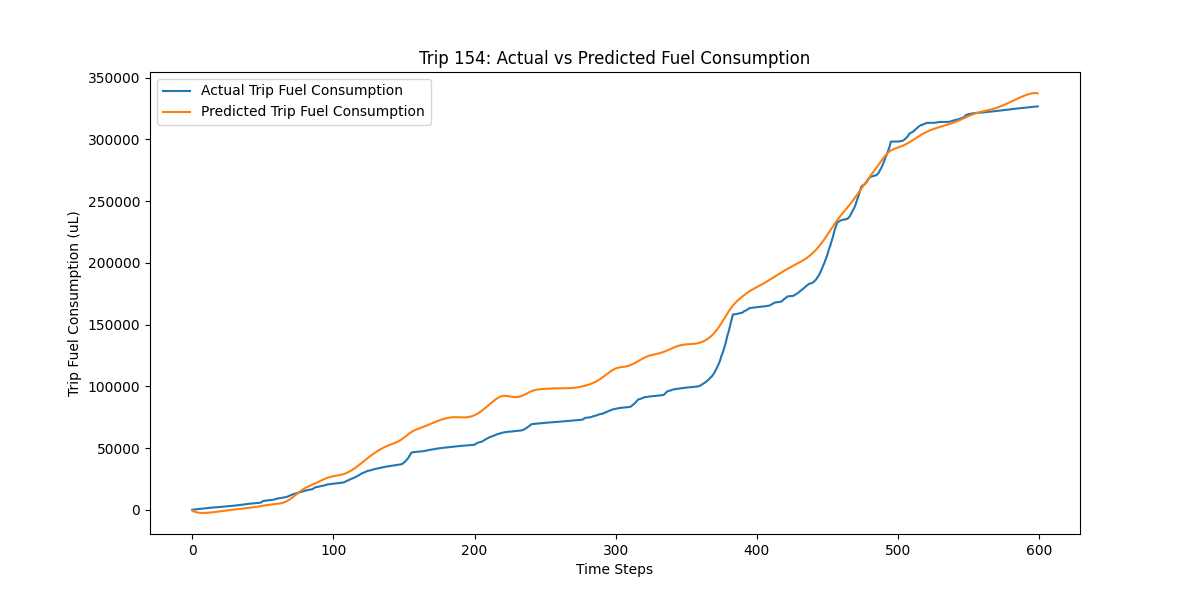 Trip 154: Actual vs Predicted Fuel Consumption
Actual Trip Fuel Consumption
Predicted Trip Fuel Consumption
Trip Fuel Consumption (uL)
350000
300000
250000
200000
150000
100000
50000
0
0 100 200 300 400 500 600
Time Steps